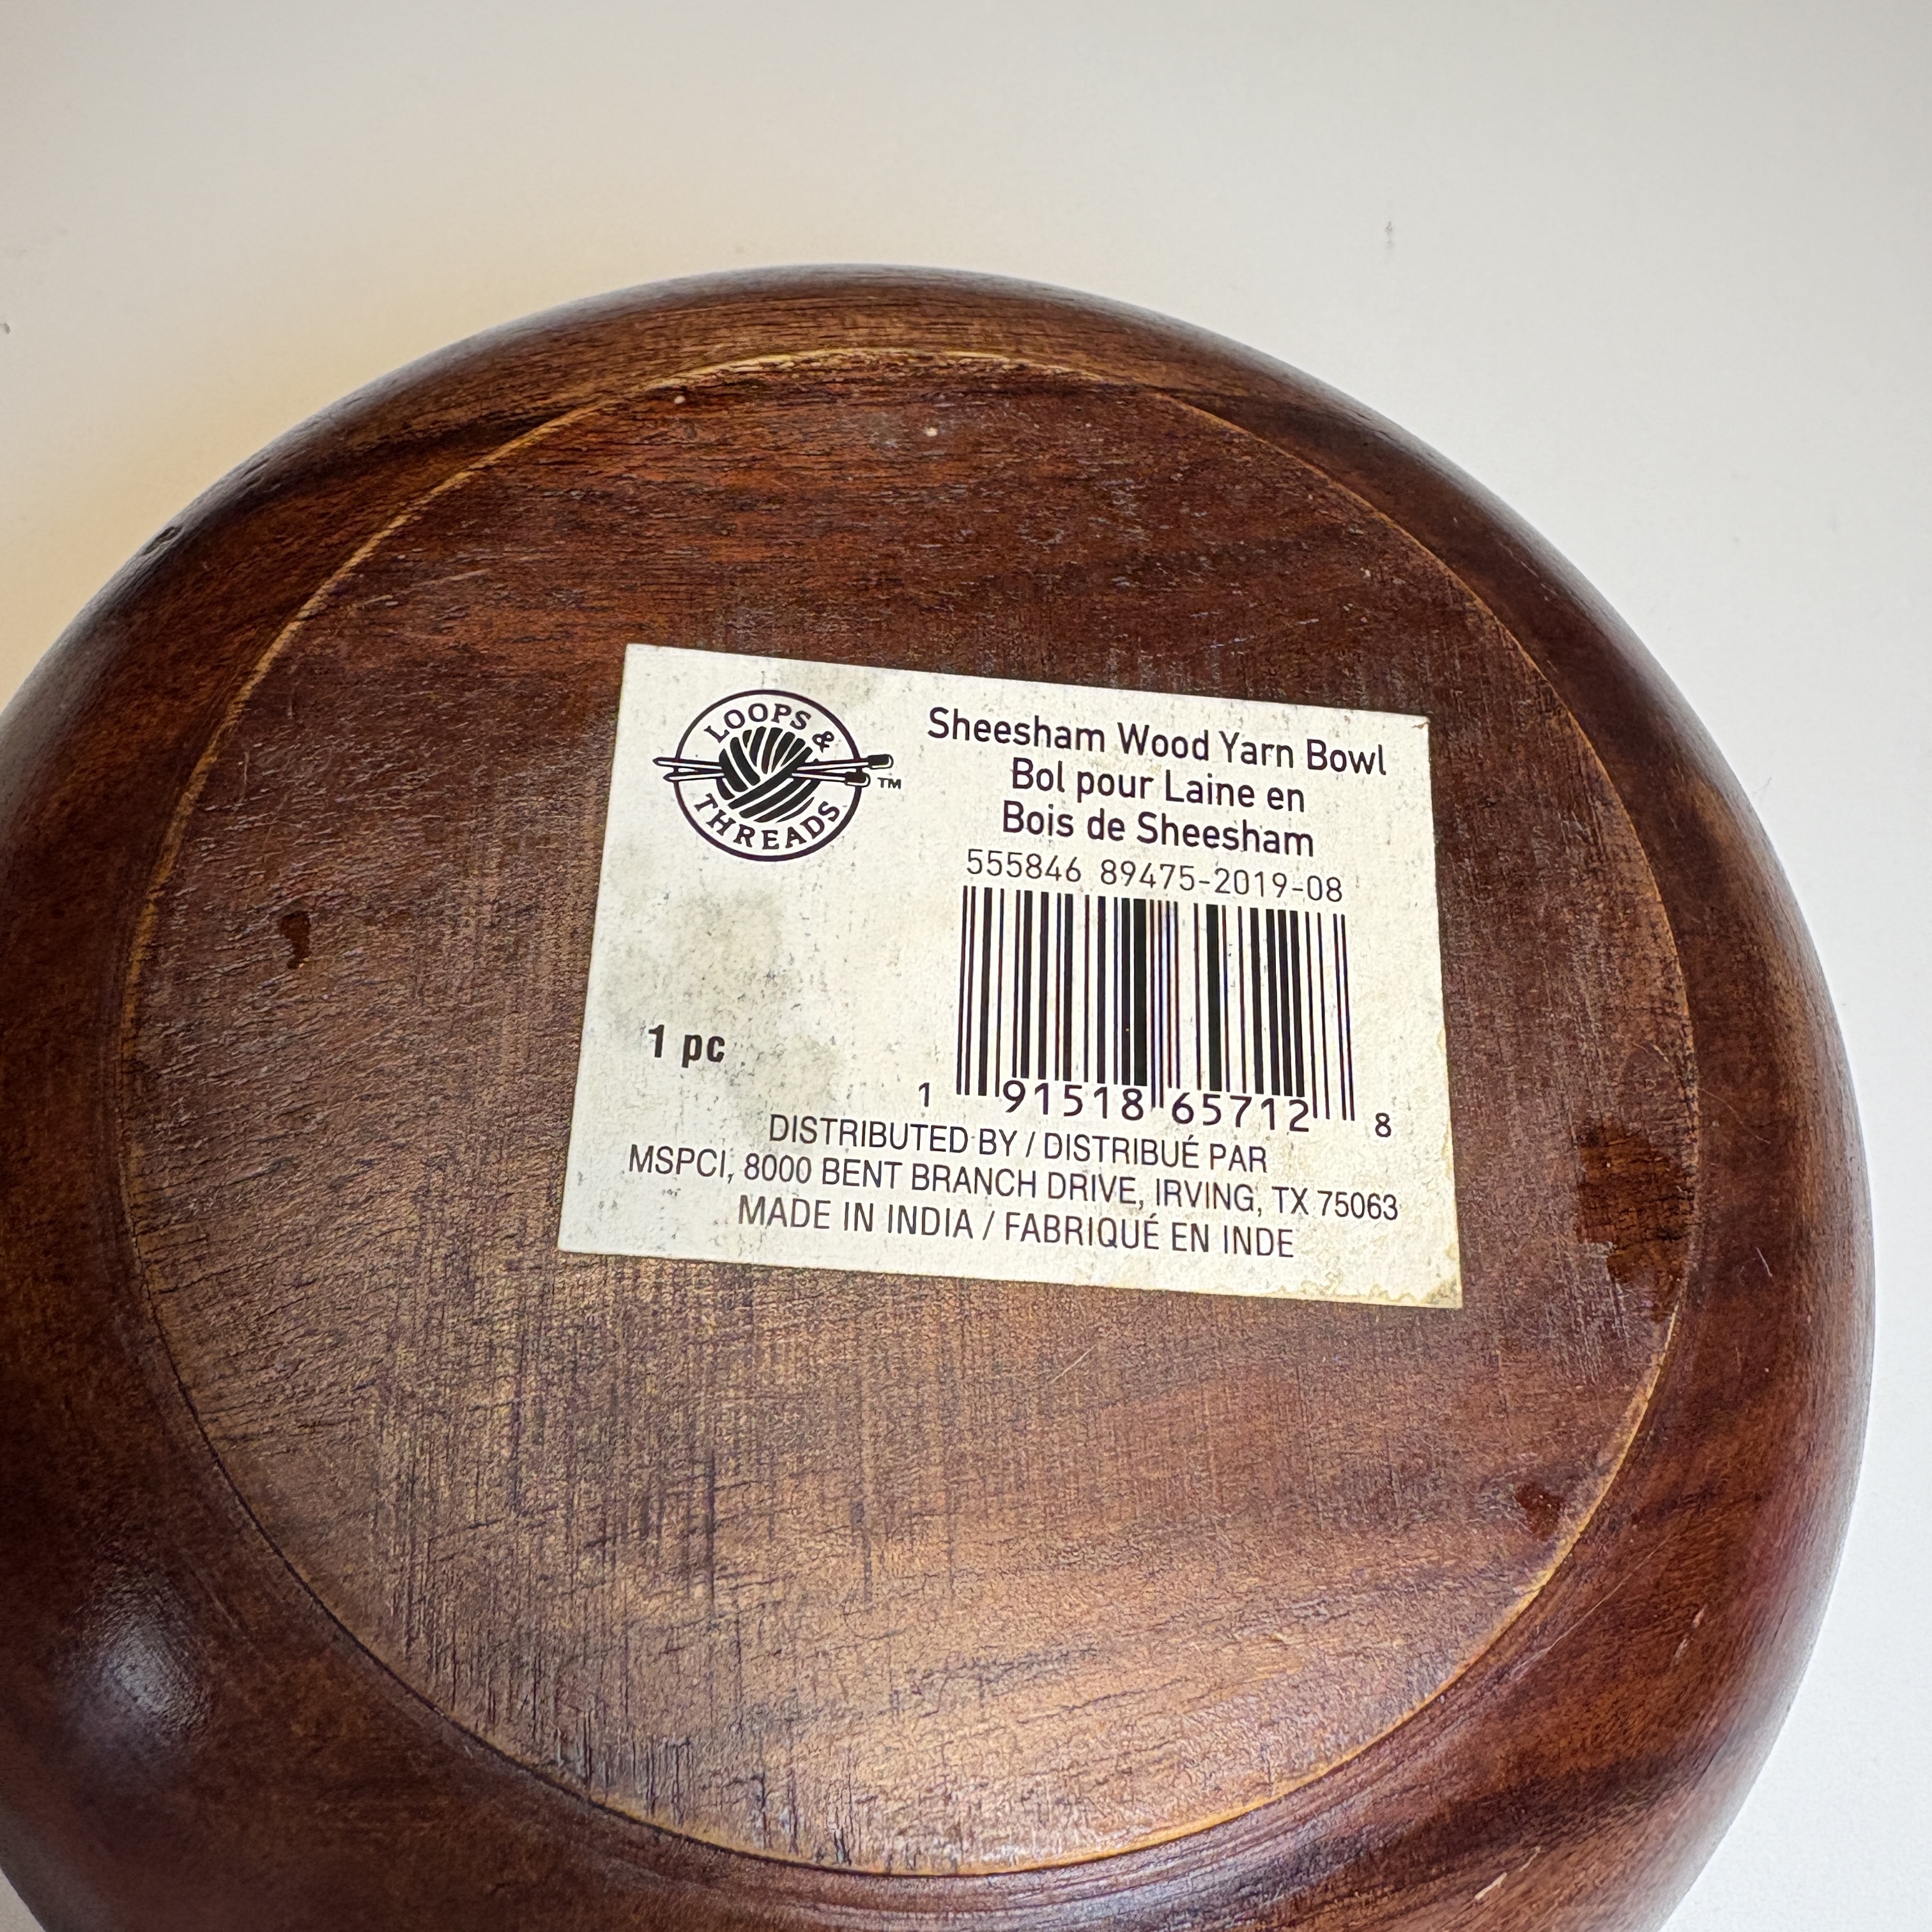 LOOPS &
THREADS
™
Sheesham Wood Yarn Bowl
Bol pour Laine en
Bois de Sheesham
555846 89475-2019-08
1 pc
1 91518 65712 8
DISTRIBUTED BY / DISTRIBUÉ PAR
MSPCI, 8000 BENT BRANCH DRIVE, IRVING, TX 75063
MADE IN INDIA / FABRIQUÉ EN INDE